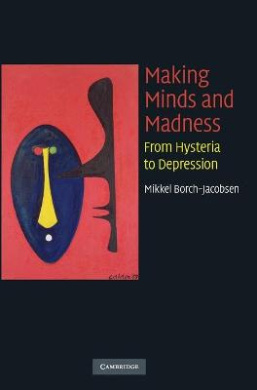 Making
Minds and
Madness
From Hysteria
to Depression
Mikkel Borch-Jacobsen
CAMBRIDGE